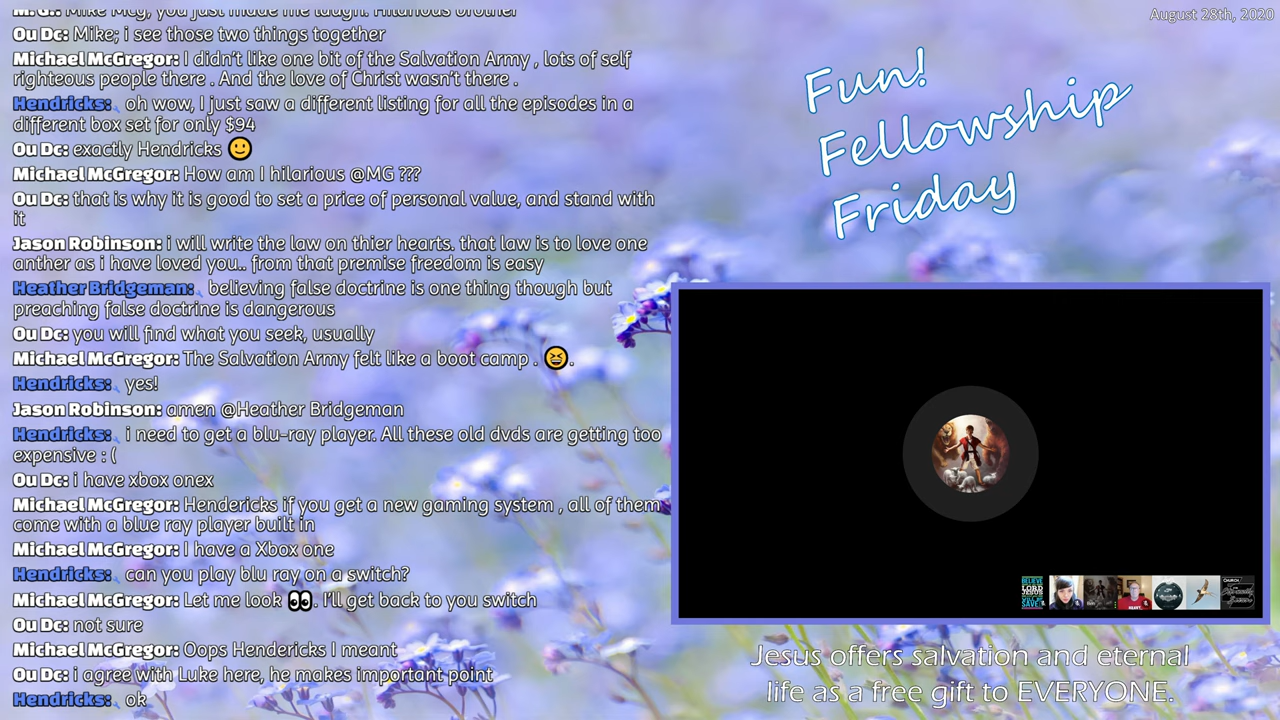 M. G.: Mike Mcg, you just made me laugh. Hilarious brother
Ou Dc: Mike; i see those two things together
Michael McGregor: I didn't like one bit of the Salvation Army , lots of self
righteous people there . And the love of Christ wasn't there .
Hendricks: oh wow, I just saw a different listing for all the episodes in a
different box set for only $94
Ou Dc: exactly Hendricks 🙂
Michael McGregor: How am I hilarious @MG ???
Ou Dc: that is why it is good to set a price of personal value, and stand with
it
Jason Robinson: i will write the law on thier hearts. that law is to love one
anther as i have loved you.. from that premise freedom is easy
Heather Bridgeman: believing false doctrine is one thing though but
preaching false doctrine is dangerous
Ou Dc: you will find what you seek, usually
Michael McGregor: The Salvation Army felt like a boot camp . 😆.
Hendricks: yes!
Jason Robinson: amen @Heather Bridgeman
Hendricks: i need to get a blu-ray player. All these old dvds are getting too
expensive : (
Ou Dc: i have xbox onex
Michael McGregor: Hendericks if you get a new gaming system , all of them
come with a blue ray player built in
Michael McGregor: I have a Xbox one
Hendricks: can you play blu ray on a switch?
Michael McGregor: Let me look 👀. I'll get back to you switch
Ou Dc: not sure
Michael McGregor: Oops Hendericks I meant
Ou Dc: i agree with Luke here, he makes important point
Hendricks: ok
August 28th, 2020
Fun!
Fellowship
Friday
BELIEVE
LORD
JESUS
SAVE
Jesus offers salvation and eternal
life as a free gift to EVERYONE.